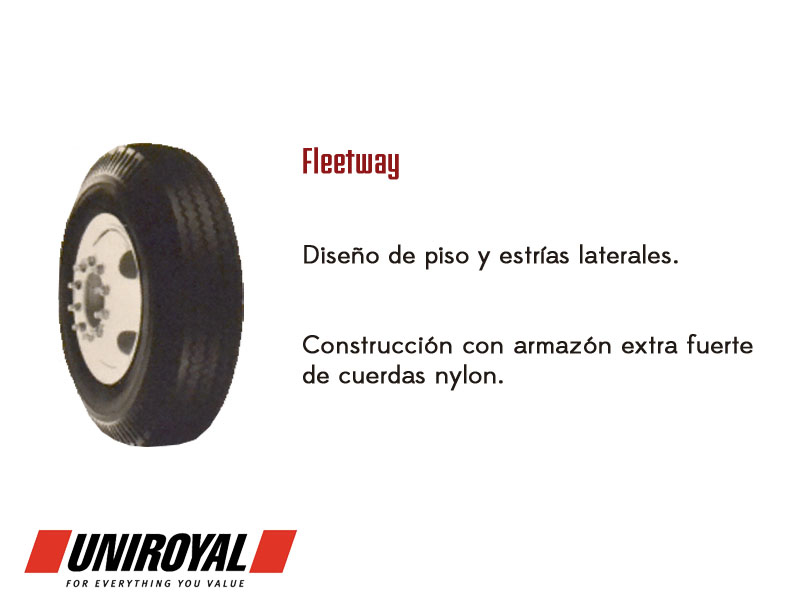 Fleetway
Diseño de piso y estrías laterales.
Construcción con armazón extra fuerte
de cuerdas nylon.
UNIROYAL
FOR EVERYTHING YOU VALUE